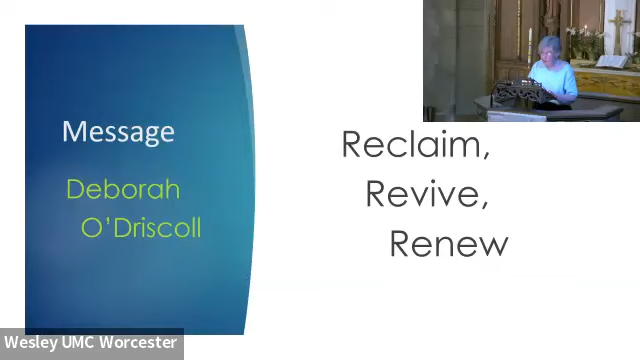 Message
Deborah
O'Driscoll
Reclaim,
Revive,
Renew
Wesley UMC Worcester